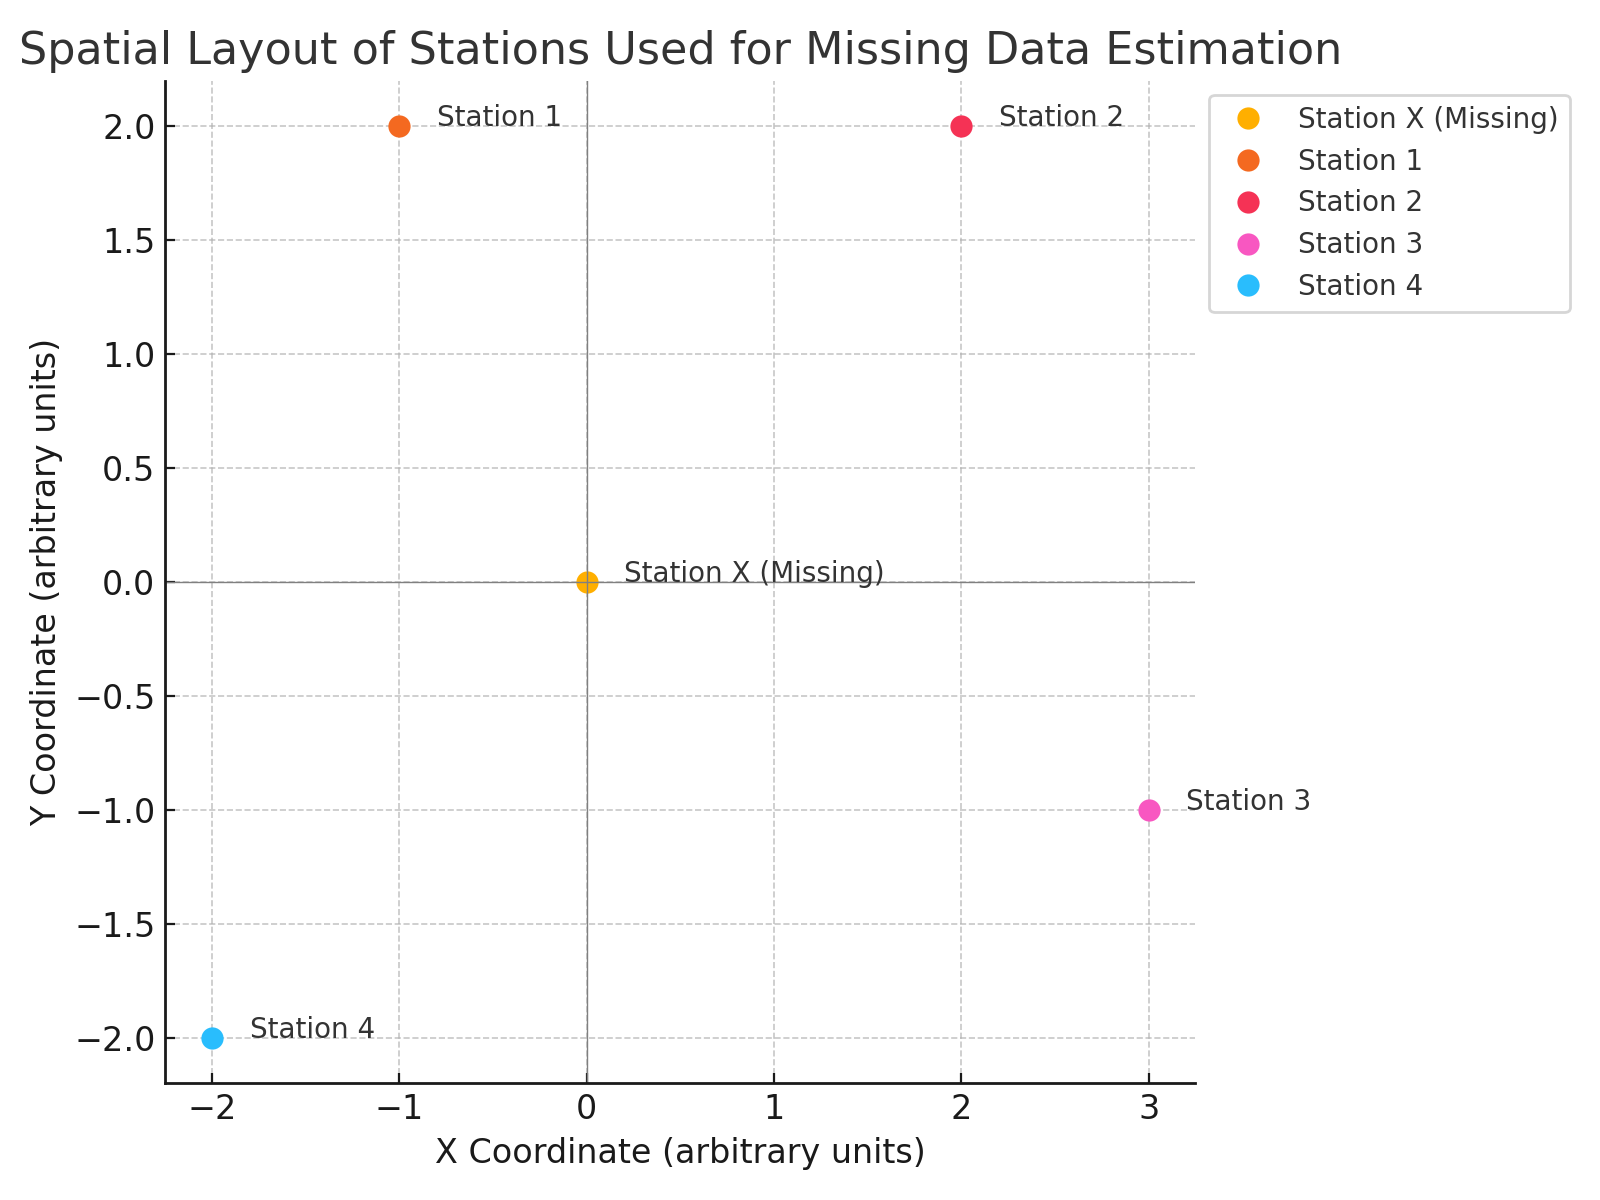 Spatial Layout of Stations Used for Missing Data Estimation
Station X (Missing)
Station 1
Station 2
Station 3
Station 4
Station 1
Station 2
Station X (Missing)
Station 3
Station 4
2.0
1.5
1.0
0.5
0.0
−0.5
−1.0
−1.5
−2.0
Y Coordinate (arbitrary units)
−2 −1 0 1 2 3
X Coordinate (arbitrary units)